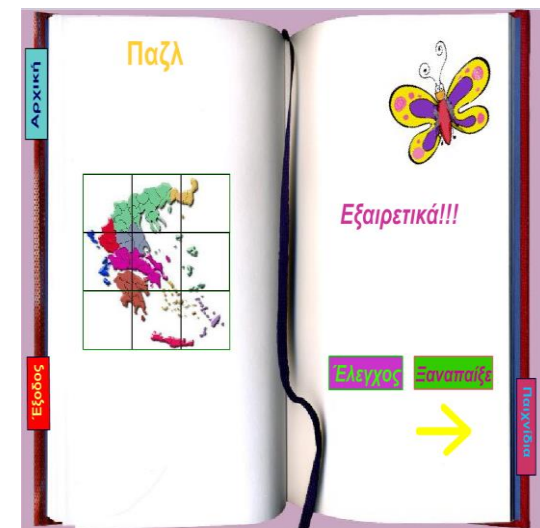 Παζλ
Αρχική
Έξοδος
Εξαιρετικά!!!
Έλεγχος
Ξαναπαίξε
Παιχνίδια